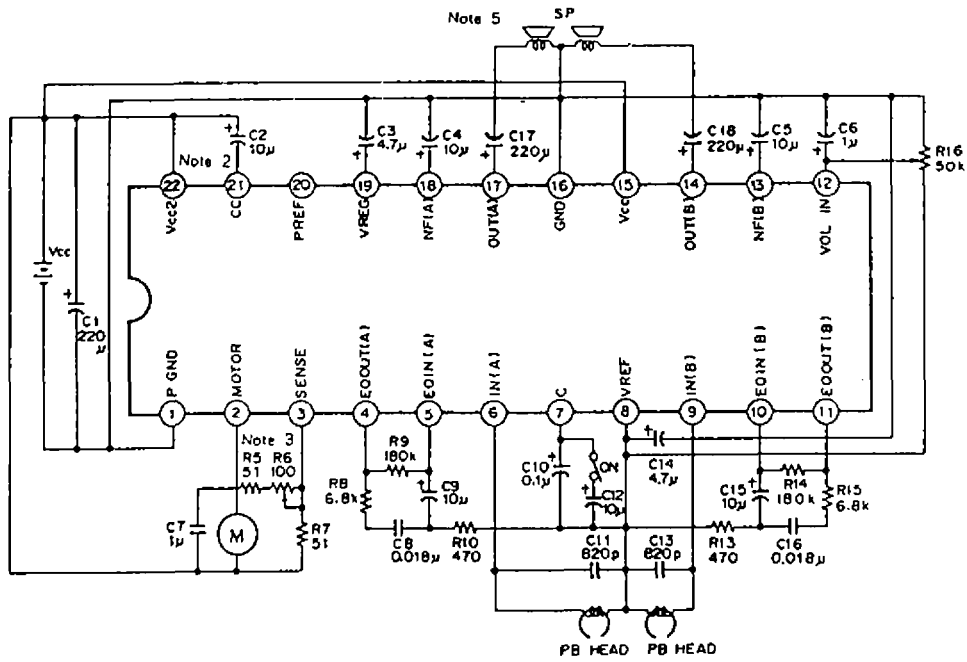 Note 5
SP
C2
10µ
C3
4.7µ
C4
10µ
C17
220µ
C18
220µ
C5
10µ
C6
1µ
R16
50k
Note 2
22
21
20
19
18
17
16
15
14
13
12
Vcc2
CC
PREF
VREG
NF(A)
OUT(A)
GND
Vcc
OUT(B)
NF(B)
VOL IN
Vcc
C1
220
µ
P GND
MOTOR
SENSE
EQOUT(A)
EQIN(A)
IN(A)
C
VREF
IN(B)
EQIN(B)
EQOUT(B)
1
2
3
4
5
6
7
8
9
10
11
Note 3
R5
51
R6
100
R9
180k
R8
6.8k
C9
10µ
C10
0.1µ
ON
C12
10µ
C14
4.7µ
C15
10µ
R14
180k
R15
6.8k
C7
1µ
M
R7
51
C8
0.018µ
R10
470
C11
820p
C13
820p
R13
470
C16
0.018µ
PB HEAD
PB HEAD